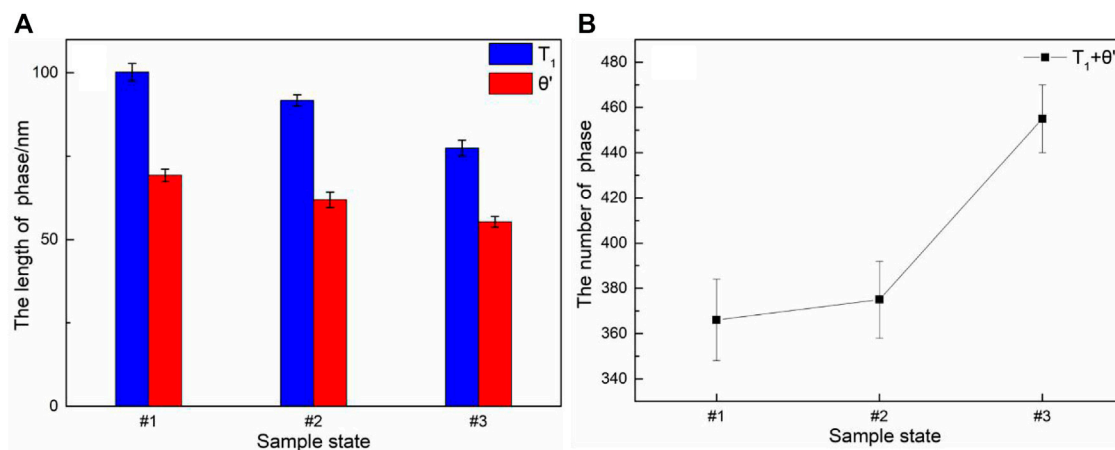 A
The length of phase/nm
100
50
0
T₁
θ'
#1 #2 #3
Sample state
B
The number of phase
480
460
440
420
400
380
360
340
T₁+θ'
#1 #2 #3
Sample state